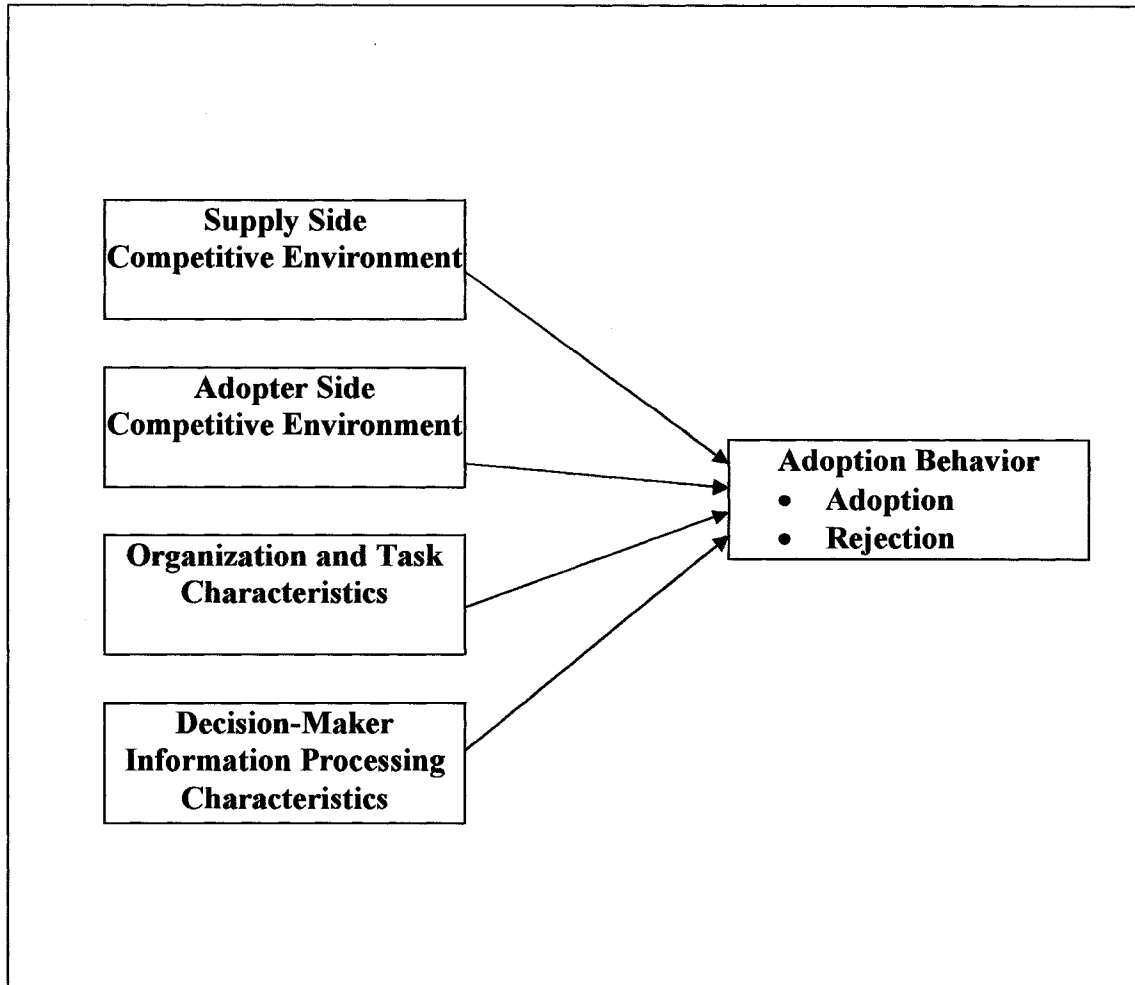 Supply Side
Competitive Environment
Adopter Side
Competitive Environment
Organization and Task
Characteristics
Decision-Maker
Information Processing
Characteristics
Adoption Behavior
• Adoption
• Rejection